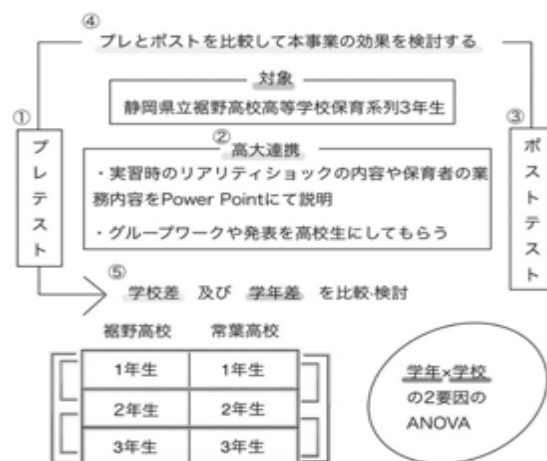 ④
プレとポストを比較して本事業の効果を検討する
対象
静岡県立裾野高校高等学校保育系列3年生
①
プレテスト
②
高大連携
・実習時のリアリティショックの内容や保育者の業
務内容をPower Pointにて説明
・グループワークや発表を高校生にしてもらう
③
ポストテスト
⑤
学校差 及び 学年差 を比較·検討
裾野高校 常葉高校
1年生 1年生
2年生 2年生
3年生 3年生
学年×学校
の2要因の
ANOVA